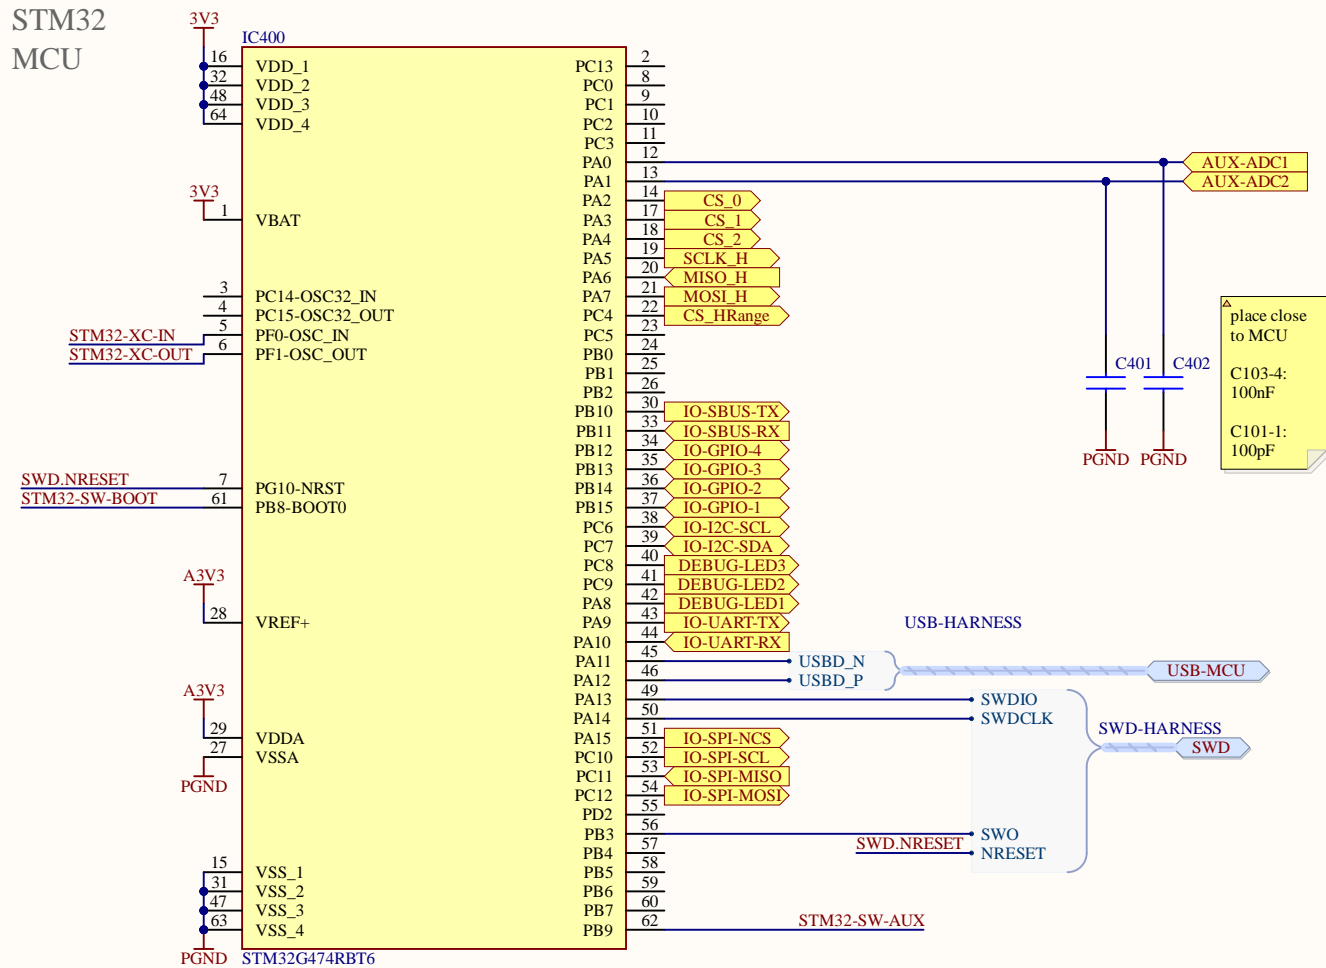 STM32
MCU
3V3
IC400
16 VDD_1
32 VDD_2
48 VDD_3
64 VDD_4
3V3
1 VBAT
3 PC14-OSC32_IN
4 PC15-OSC32_OUT
STM32-XC-IN 5 PF0-OSC_IN
STM32-XC-OUT 6 PF1-OSC_OUT
SWD.NRESET 7 PG10-NRST
STM32-SW-BOOT 61 PB8-BOOT0
A3V3
28 VREF+
A3V3
29 VDDA
27 VSSA
PGND
15 VSS_1
31 VSS_2
47 VSS_3
63 VSS_4
PGND
STM32G474RBT6
PC13 2
PC0 8
PC1 9
PC2 10
PC3 11
PA0 12 AUX-ADC1
PA1 13 AUX-ADC2
PA2 14 CS_0
PA3 17 CS_1
PA4 18 CS_2
PA5 19 SCLK_H
PA6 20 MISO_H
PA7 21 MOSI_H
PC4 22 CS_HRange
PC5 23
PB0 24
PB1 25
PB2 26
PB10 30 IO-SBUS-TX
PB11 33 IO-SBUS-RX
PB12 34 IO-GPIO-4
PB13 35 IO-GPIO-3
PB14 36 IO-GPIO-2
PB15 37 IO-GPIO-1
PC6 38 IO-I2C-SCL
PC7 39 IO-I2C-SDA
PC8 40 DEBUG-LED3
PC9 41 DEBUG-LED2
PA8 42 DEBUG-LED1
PA9 43 IO-UART-TX
PA10 44 IO-UART-RX
PA11 45 USBD_N
PA12 46 USBD_P
PA13 49 SWDIO
PA14 50 SWDCLK
PA15 51 IO-SPI-NCS
PC10 52 IO-SPI-SCL
PC11 53 IO-SPI-MISO
PC12 54 IO-SPI-MOSI
PD2 55
PB3 56 SWO
PB4 57
SWD.NRESET NRESET
PB5 58
PB6 59
PB7 60
PB9 62 STM32-SW-AUX
USB-HARNESS
USB-MCU
SWD-HARNESS
SWD
C401
C402
PGND
PGND
place close
to MCU
C103-4:
100nF
C101-1:
100pF